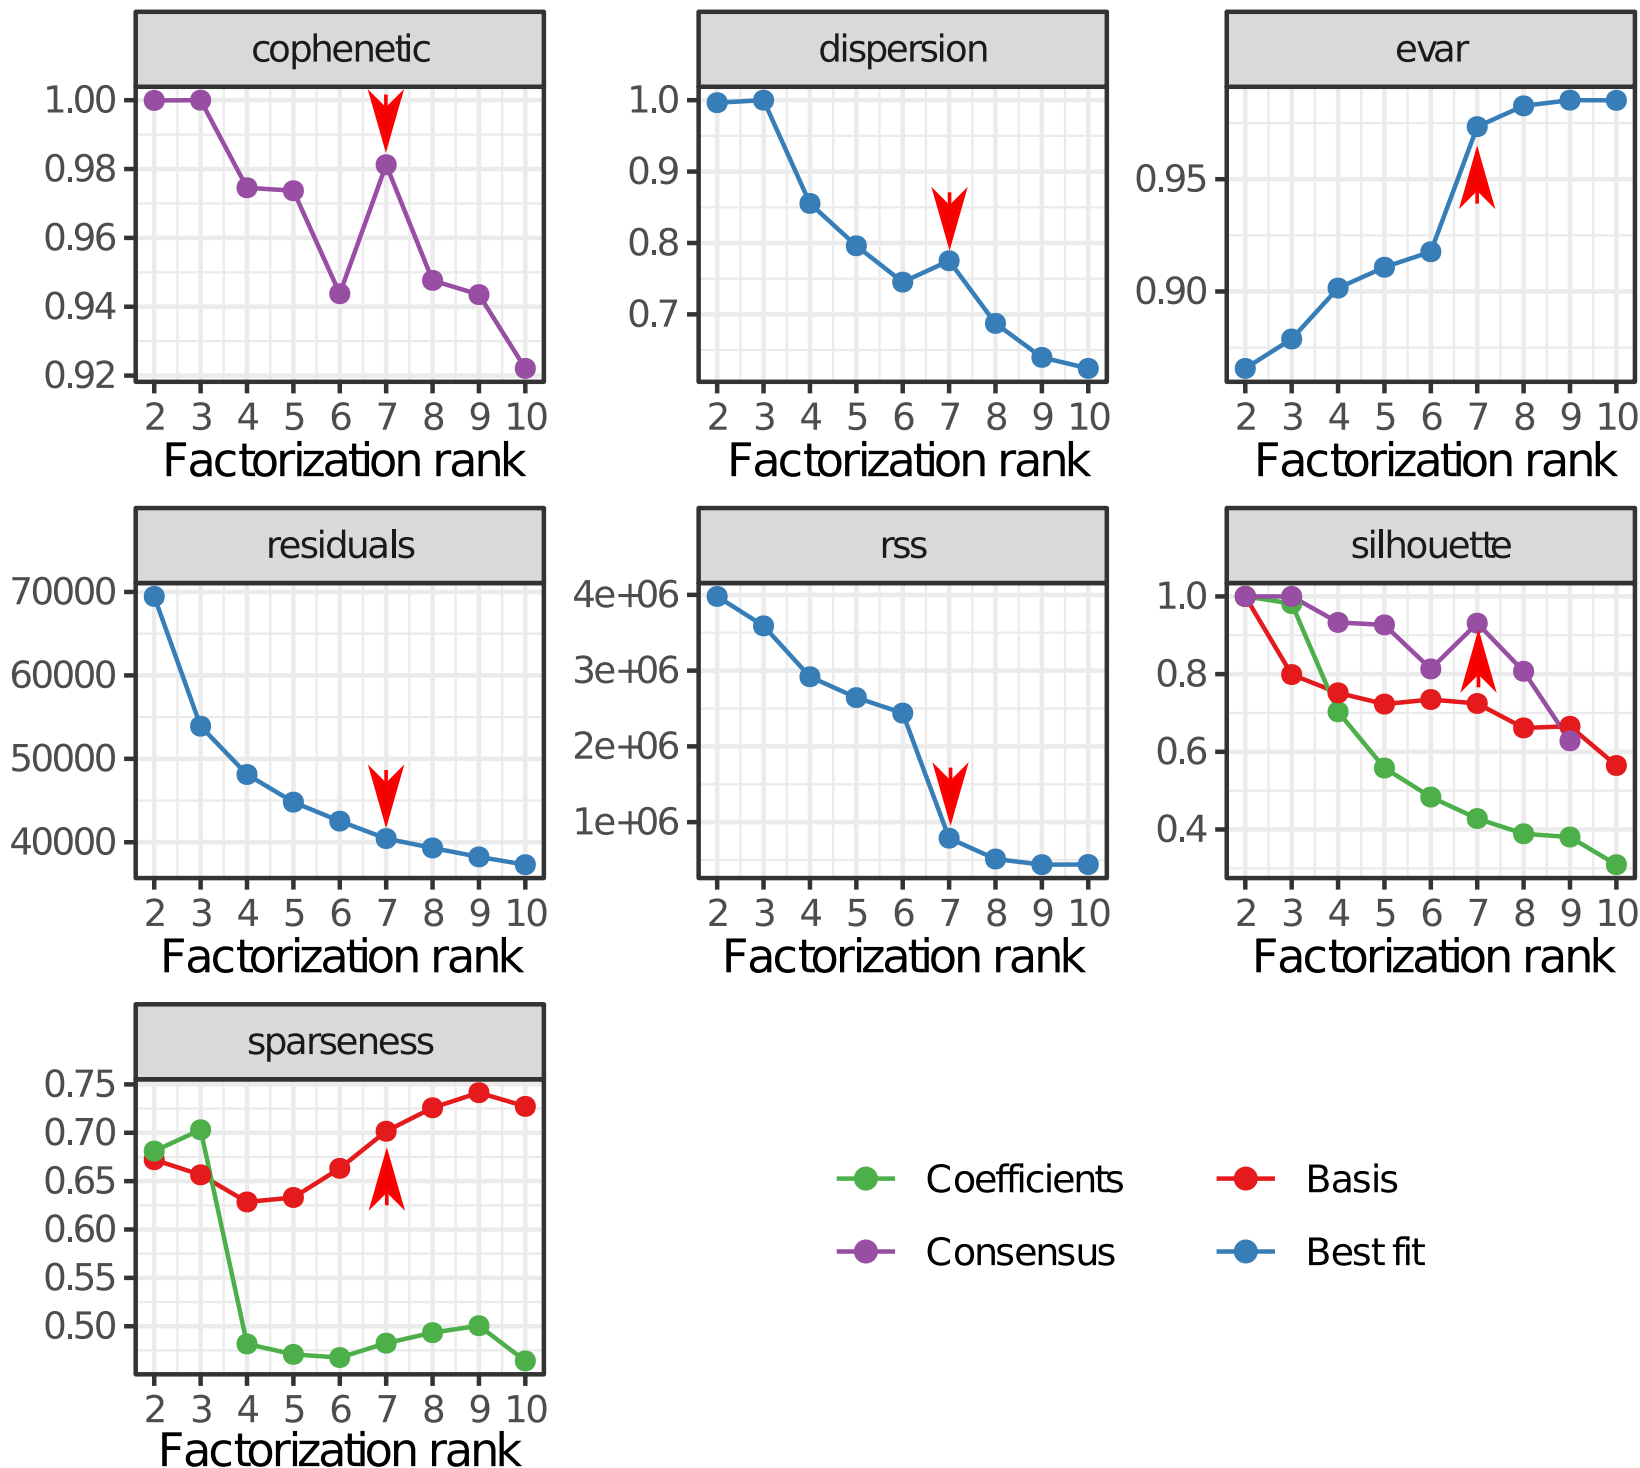 cophenetic
1.00
0.98
0.96
0.94
0.92
2 3 4 5 6 7 8 9 10
Factorization rank
dispersion
1.0
0.9
0.8
0.7
2 3 4 5 6 7 8 9 10
Factorization rank
evar
0.95
0.90
2 3 4 5 6 7 8 9 10
Factorization rank
residuals
70000
60000
50000
40000
2 3 4 5 6 7 8 9 10
Factorization rank
rss
4e+06
3e+06
2e+06
1e+06
2 3 4 5 6 7 8 9 10
Factorization rank
silhouette
1.0
0.8
0.6
0.4
2 3 4 5 6 7 8 9 10
Factorization rank
sparseness
0.75
0.70
0.65
0.60
0.55
0.50
2 3 4 5 6 7 8 9 10
Factorization rank
Coefficients
Basis
Consensus
Best fit